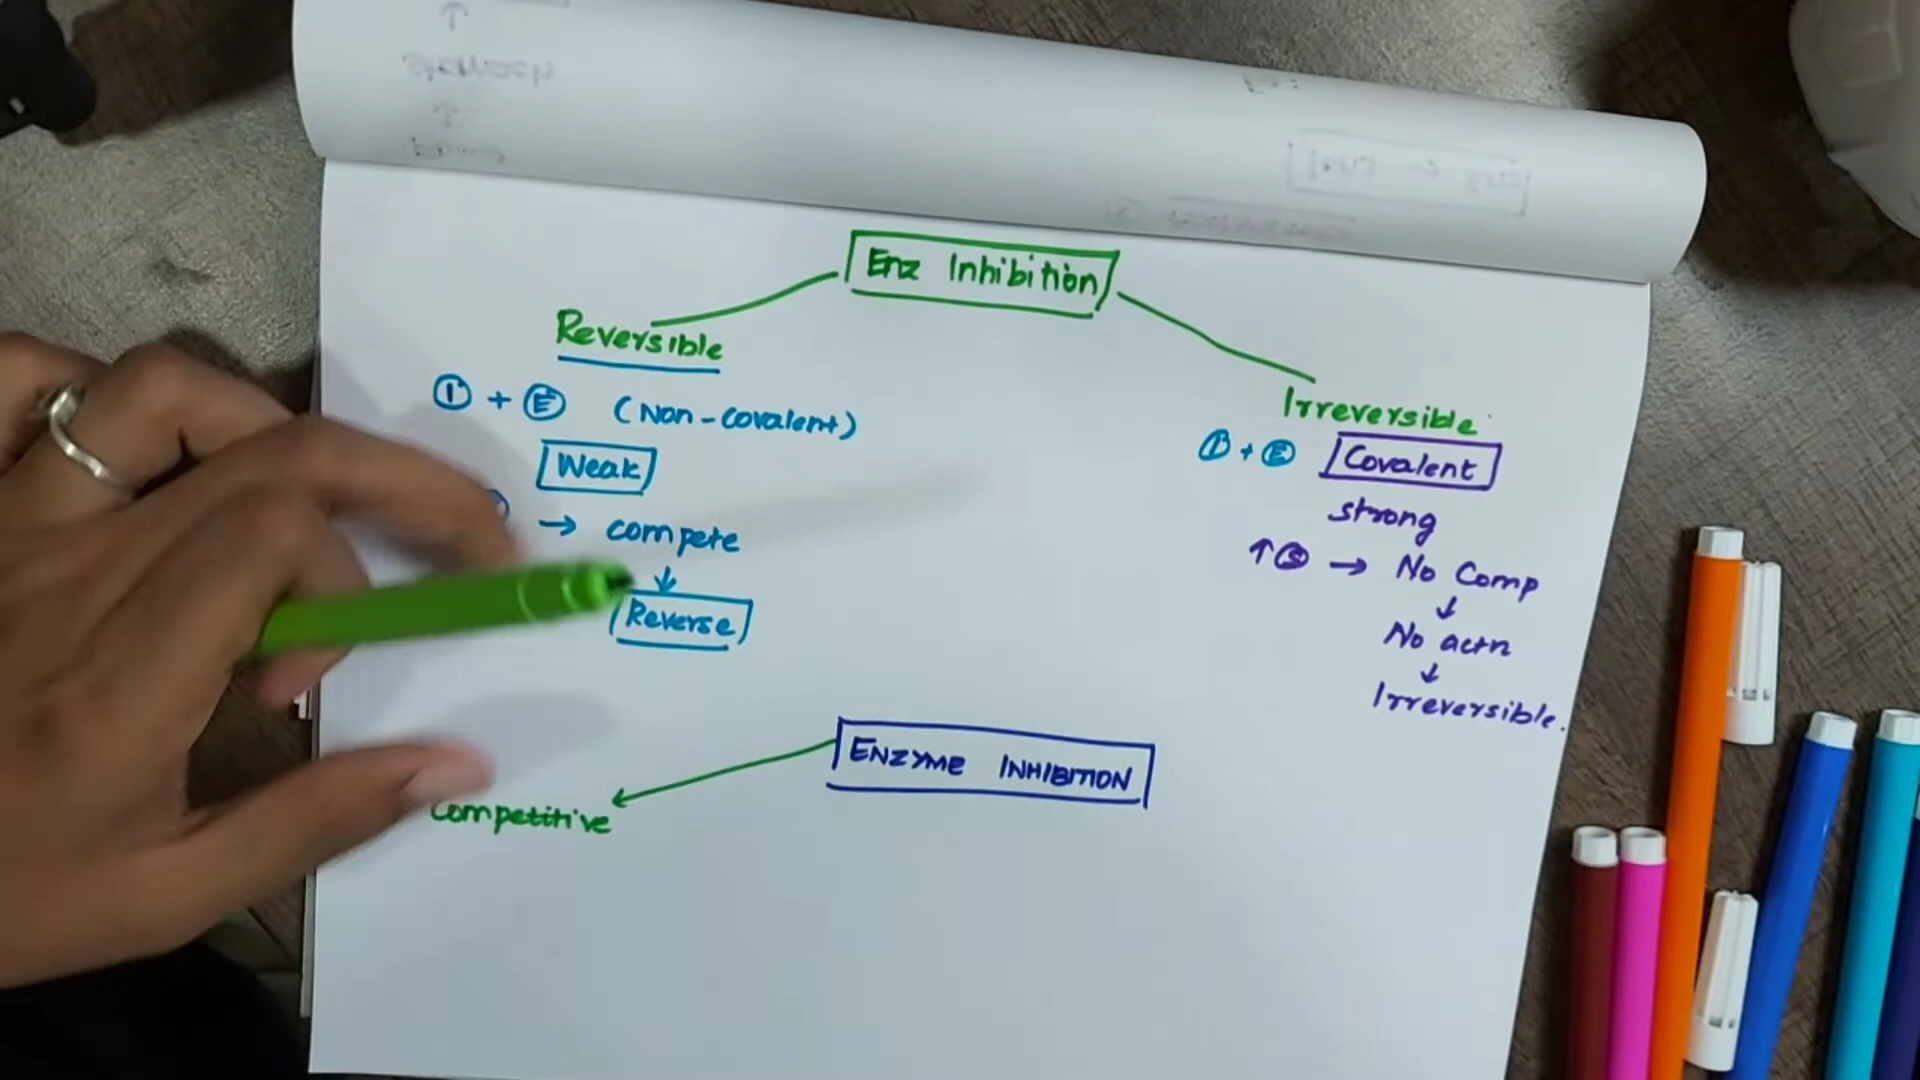 Enz Inhibition
Reversible
I + E (Non-covalent)
Weak
→ compete
↓
Reverse
Irreversible
I + E Covalent
strong
↑ S → No Comp
↓
No actn
↓
Irreversible.
ENZYME INHIBITION
Competitive